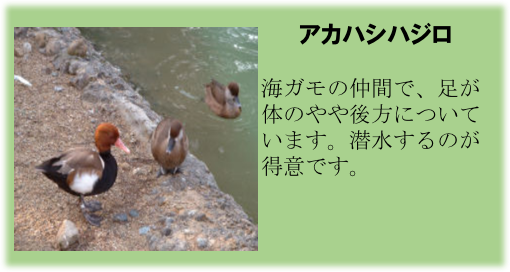 アカハシハジロ
海ガモの仲間で、足が
体のやや後方について
います。潜水するのが
得意です。